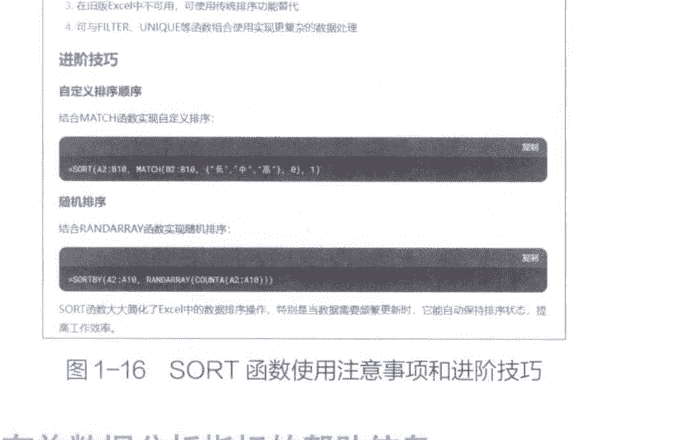 3. 在旧版Excel中不可用，可使用传统排序功能替代
4. 可与FILTER、UNIQUE等函数组合使用实现更复杂的数据处理
进阶技巧
自定义排序顺序
结合MATCH函数实现自定义排序：
复制
=SORT(A2:B10, MATCH(B2:B10, {"低","中","高"}, 0), 1)
随机排序
结合RANDARRAY函数实现随机排序：
复制
=SORTBY(A2:A10, RANDARRAY(COUNTA(A2:A10)))
SORT函数大大简化了Excel中的数据排序操作，特别是当数据需要频繁更新时，它能自动保持排序状态，提
高工作效率。
图 1-16 SORT 函数使用注意事项和进阶技巧